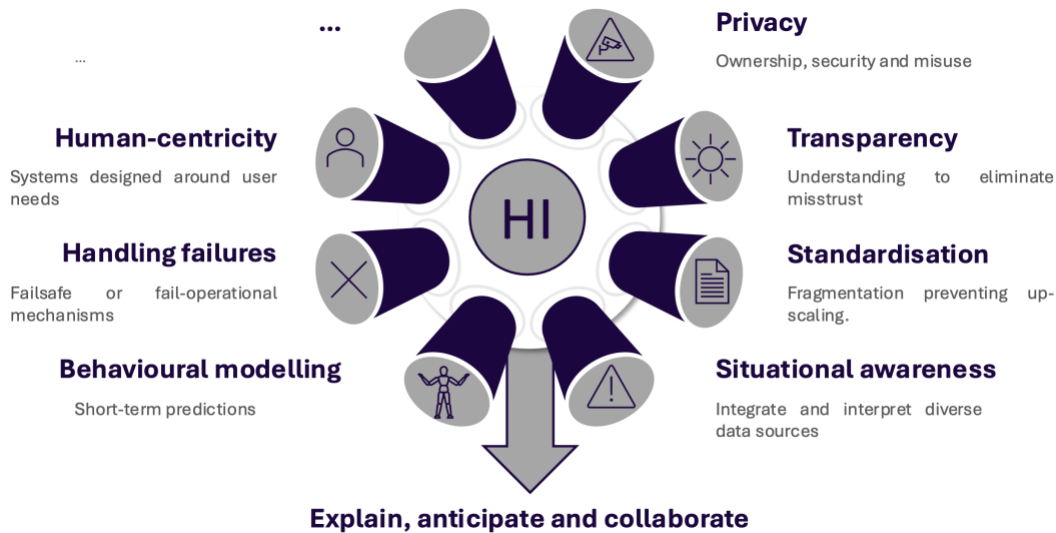 ...
...
Privacy
Ownership, security and misuse
Human-centricity
Systems designed around user
needs
Transparency
Understanding to eliminate
misstrust
HI
Handling failures
Failsafe or fail-operational
mechanisms
Standardisation
Fragmentation preventing up-
scaling.
Behavioural modelling
Short-term predictions
Situational awareness
Integrate and interpret diverse
data sources
Explain, anticipate and collaborate